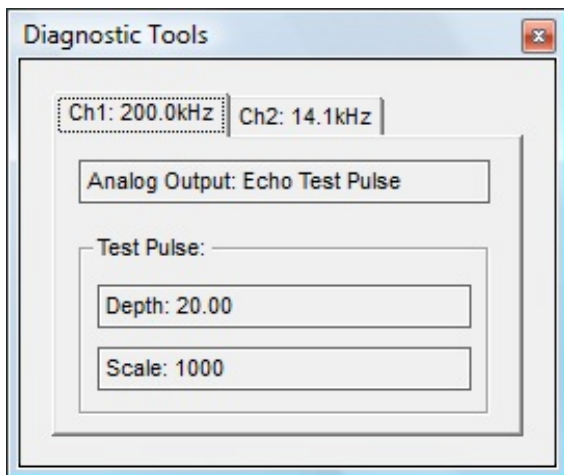 Diagnostic Tools
Ch1: 200.0kHz Ch2: 14.1kHz
Analog Output: Echo Test Pulse
Test Pulse:
Depth: 20.00
Scale: 1000